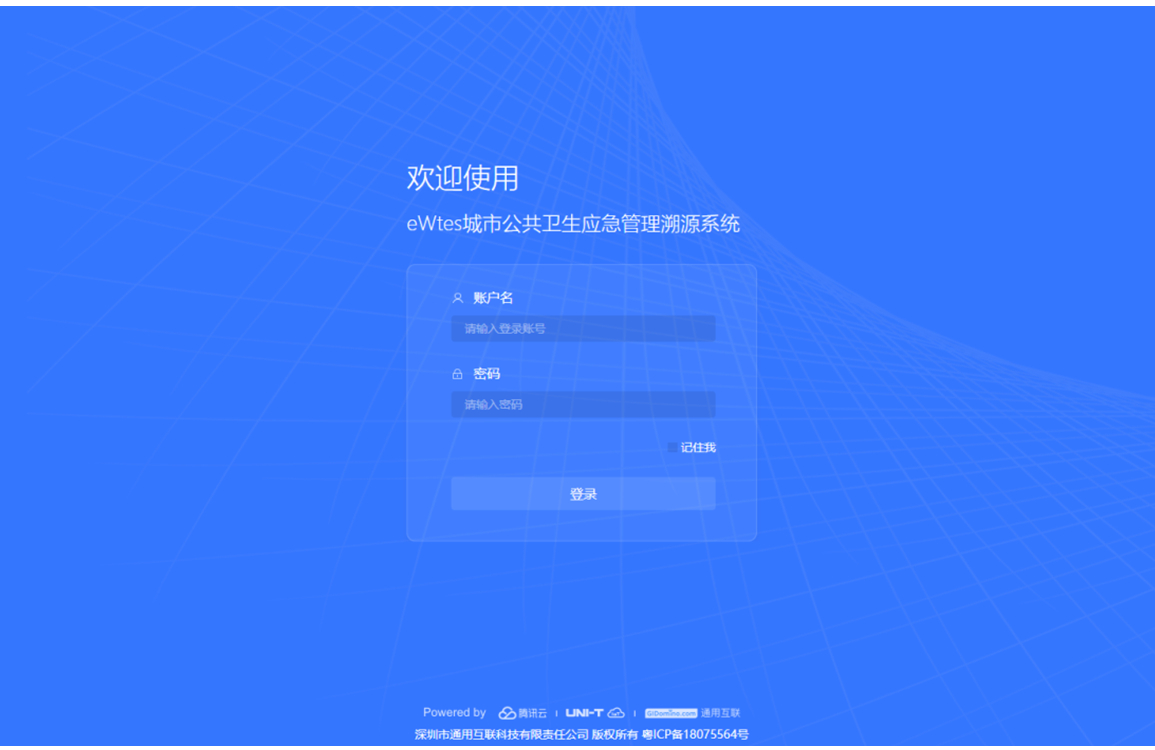 欢迎使用
eWtes城市公共卫生应急管理溯源系统
账户名
请输入登录账号
密码
请输入密码
记住我
登录
Powered by 腾讯云 | UNI-T | GiDomino.com 通用互联
深圳市通用互联科技有限责任公司 版权所有 粤ICP备18075564号